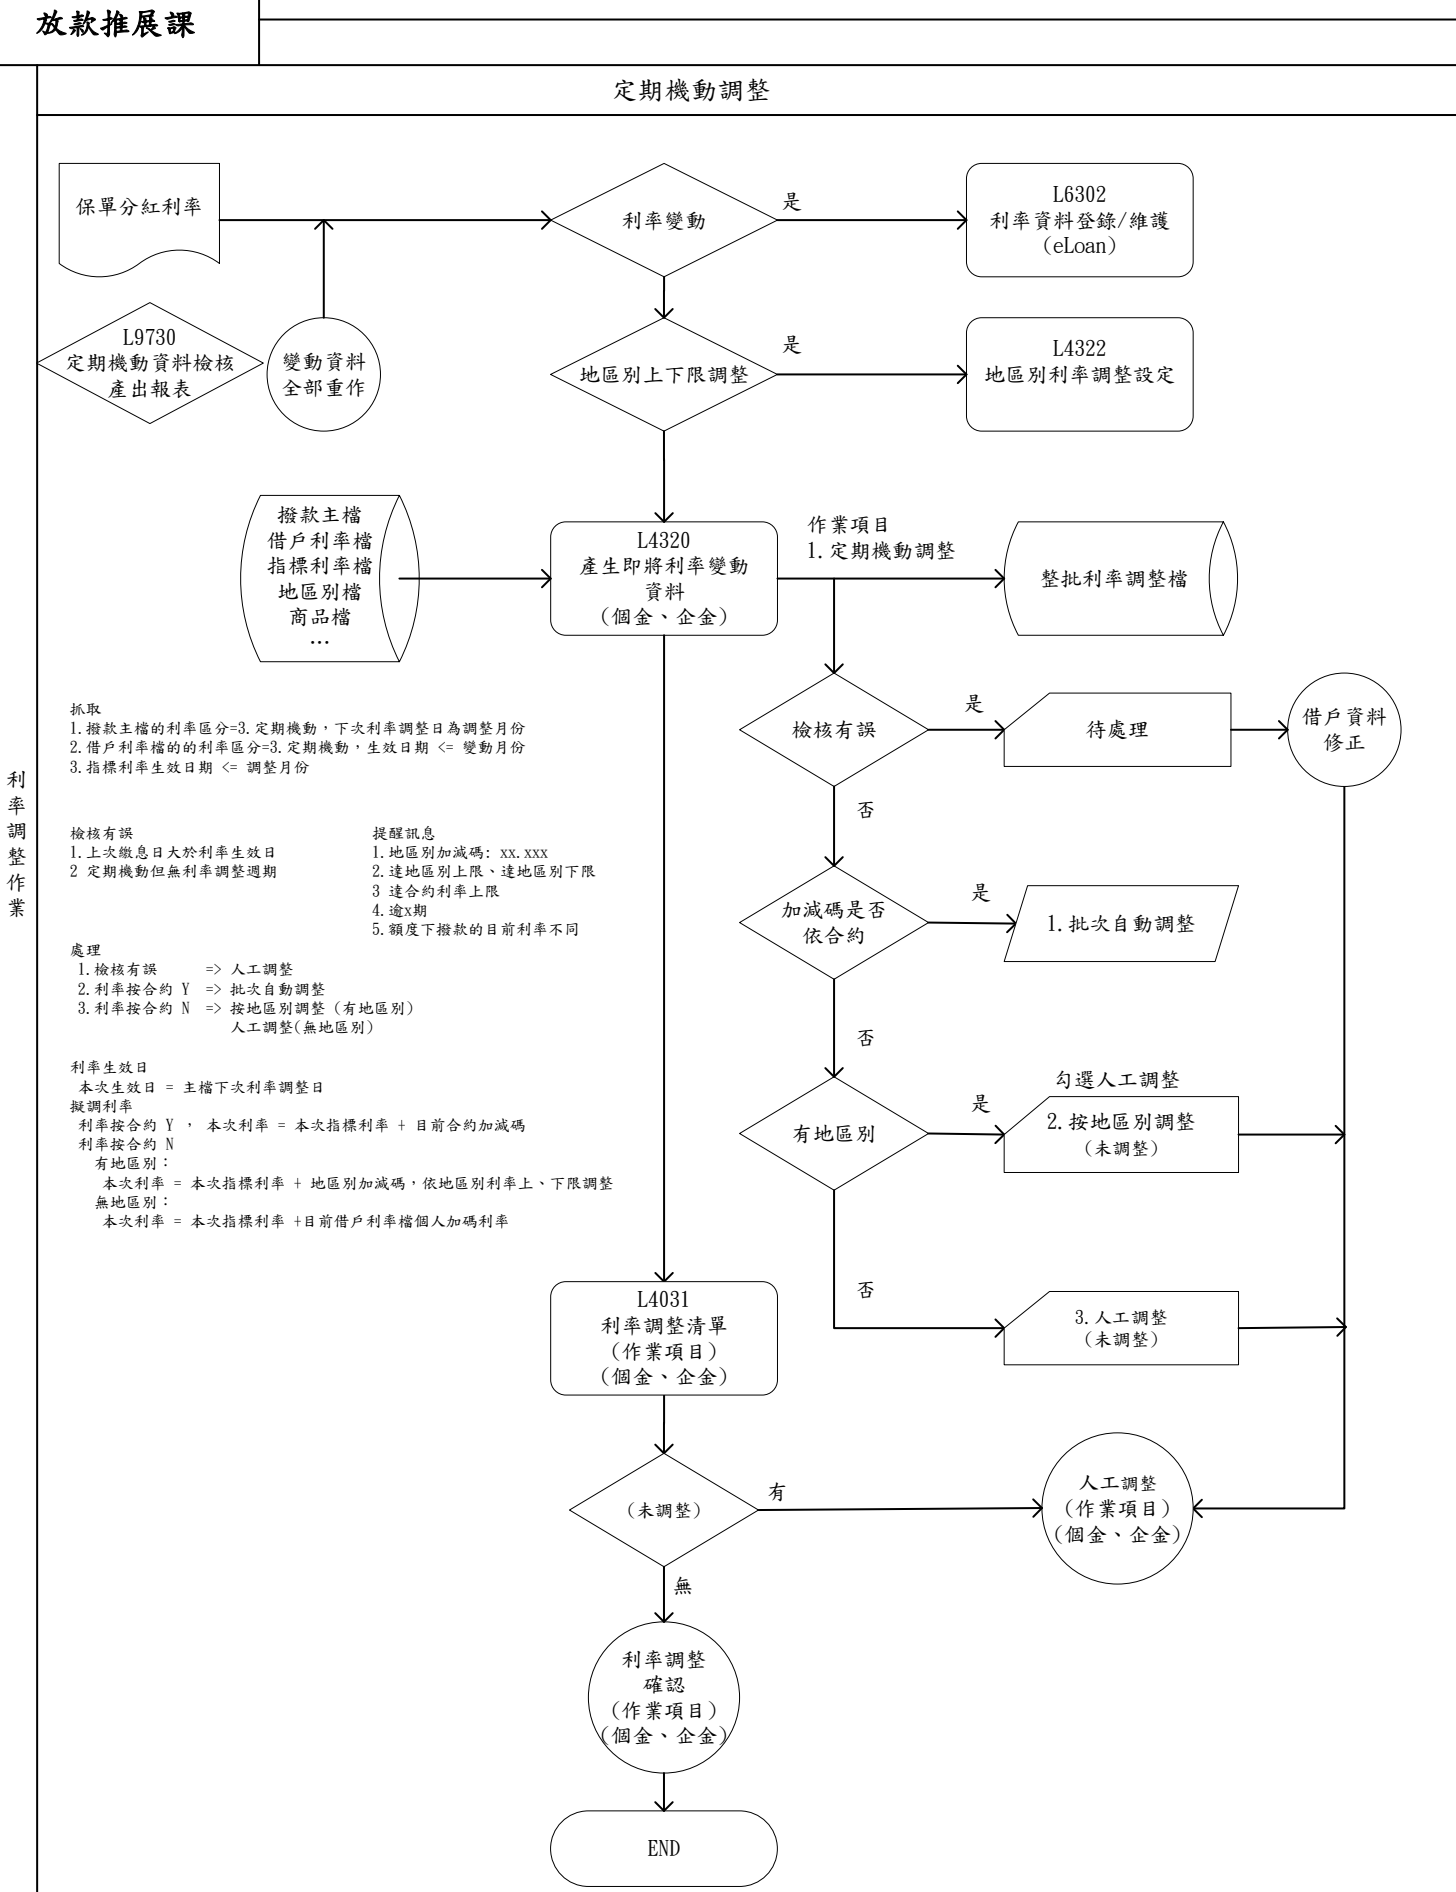 放款推展課
定期機動調整
利率調整作業
保單分紅利率
利率變動
是
L6302
利率資料登錄/維護
(eLoan)
L9730
定期機動資料檢核
產出報表
變動資料
全部重作
地區別上下限調整
是
L4322
地區別利率調整設定
撥款主檔
借戶利率檔
指標利率檔
地區別檔
商品檔
...
L4320
產生即將利率變動
資料
(個金、企金)
作業項目
1.定期機動調整
整批利率調整檔
抓取
1.撥款主檔的利率區分=3.定期機動，下次利率調整日為調整月份
2.借戶利率檔的的利率區分=3.定期機動，生效日期 <= 變動月份
3.指標利率生效日期 <= 調整月份
檢核有誤
是
待處理
借戶資料
修正
否
檢核有誤
1.上次繳息日大於利率生效日
2 定期機動但無利率調整週期
提醒訊息
1.地區別加減碼: xx.xxx
2.達地區別上限、達地區別下限
3 達合約利率上限
4.逾x期
5.額度下撥款的目前利率不同
加減碼是否
依合約
是
1.批次自動調整
否
處理
1.檢核有誤 => 人工調整
2.利率按合約 Y => 批次自動調整
3.利率按合約 N => 按地區別調整 (有地區別)
人工調整(無地區別)
利率生效日
本次生效日 = 主檔下次利率調整日
擬調利率
利率按合約 Y ， 本次利率 = 本次指標利率 + 目前合約加減碼
利率按合約 N
有地區別：
本次利率 = 本次指標利率 + 地區別加減碼，依地區別利率上、下限調整
無地區別：
本次利率 = 本次指標利率 +目前借戶利率檔個人加碼利率
有地區別
是
勾選人工調整
2.按地區別調整
(未調整)
否
3.人工調整
(未調整)
L4031
利率調整清單
(作業項目)
(個金、企金)
(未調整)
有
人工調整
(作業項目)
(個金、企金)
無
利率調整
確認
(作業項目)
(個金、企金)
END